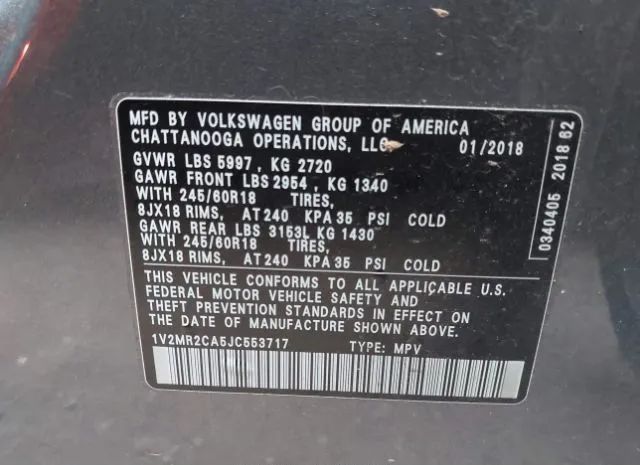 MFD BY VOLKSWAGEN GROUP OF AMERICA
CHATTANOOGA OPERATIONS, LLC. 01/2018
GVWR LBS 5997, KG 2720
GAWR FRONT LBS 2954, KG 1340
WITH 245/60R18 TIRES,
8JX18 RIMS, AT 240 KPA 35 PSI COLD
GAWR REAR LBS 3153L KG 1430
WITH 245/60R18 TIRES,
8JX18 RIMS, AT 240 KPA 35 PSI COLD
THIS VEHICLE CONFORMS TO ALL APPLICABLE U.S.
FEDERAL MOTOR VEHICLE SAFETY AND
THEFT PREVENTION STANDARDS IN EFFECT ON
THE DATE OF MANUFACTURE SHOWN ABOVE.
1V2MR2CA5JC553717 TYPE: MPV
0340405 2018 62